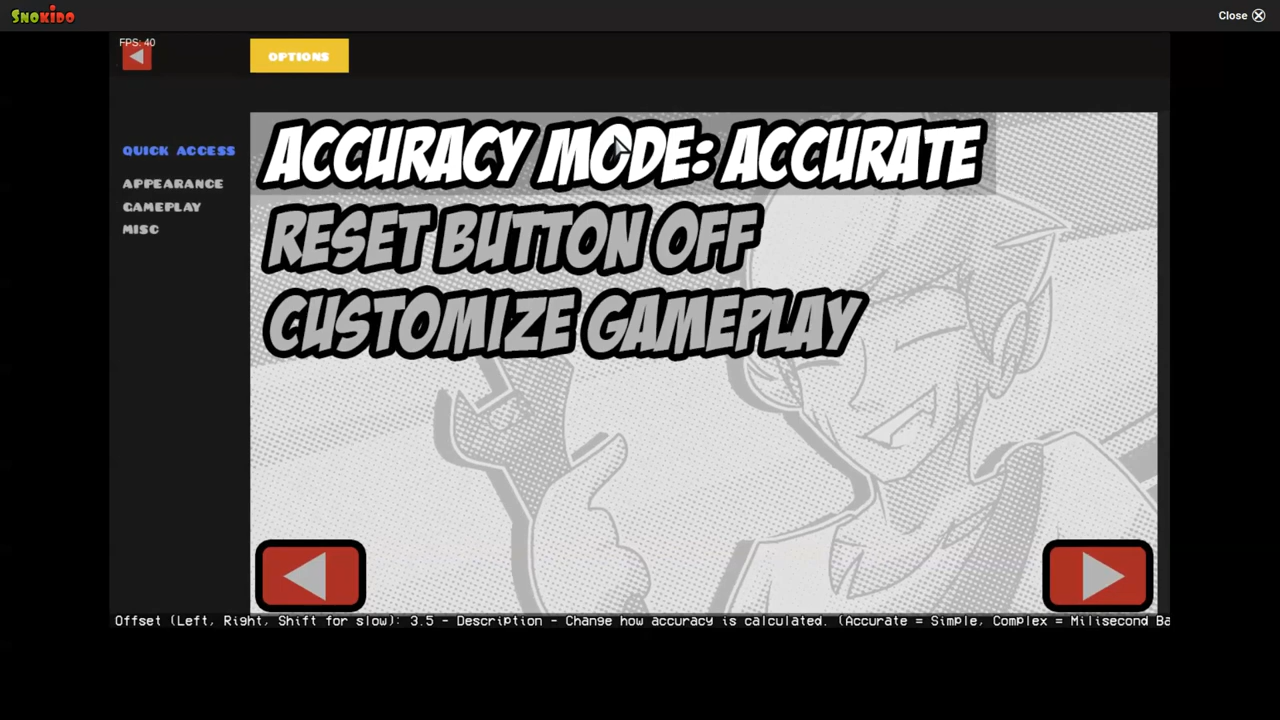 SNOKIDO
Close
FPS: 40
OPTIONS
QUICK ACCESS
APPEARANCE
GAMEPLAY
MISC
ACCURACY MODE: ACCURATE
RESET BUTTON OFF
CUSTOMIZE GAMEPLAY
Offset (Left, Right, Shift for slow): 3.5 - Description - Change how accuracy is calculated. (Accurate = Simple, Complex = Milisecond Ba